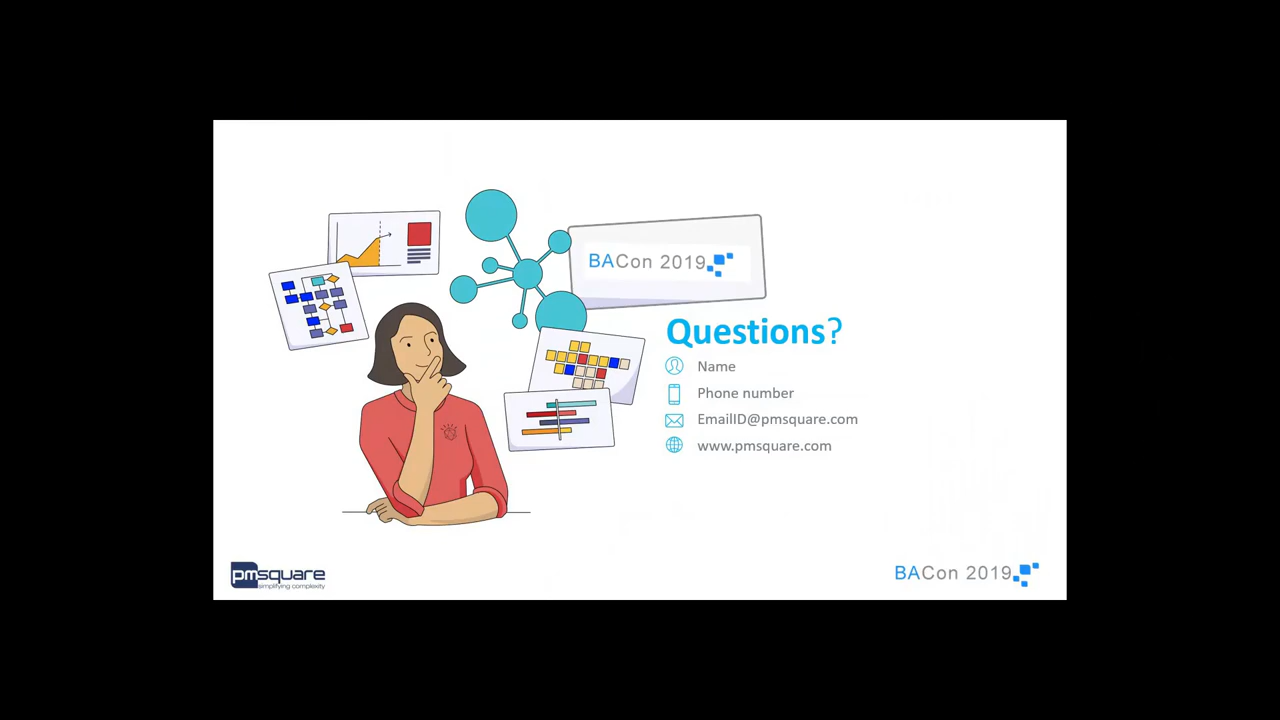 BACon 2019
Questions?
Name
Phone number
EmailID@pmsquare.com
www.pmsquare.com
pmsquare
simplifying complexity
BACon 2019